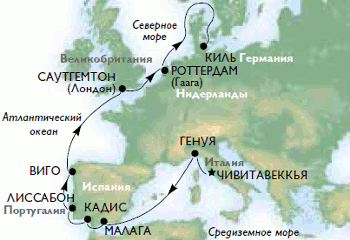 Северное
море
КИЛЬ Германия
Великобритания
РОТТЕРДАМ
(Гаага)
САУТГЕМТОН
(Лондон)
Нидерланды
Атлантический
океан
ГЕНУЯ
Италия
ВИГО
ЧИВИТАВЕККЬЯ
Испания
ЛИССАБОН
Португалия
КАДИС
МАЛАГА
Средиземное море